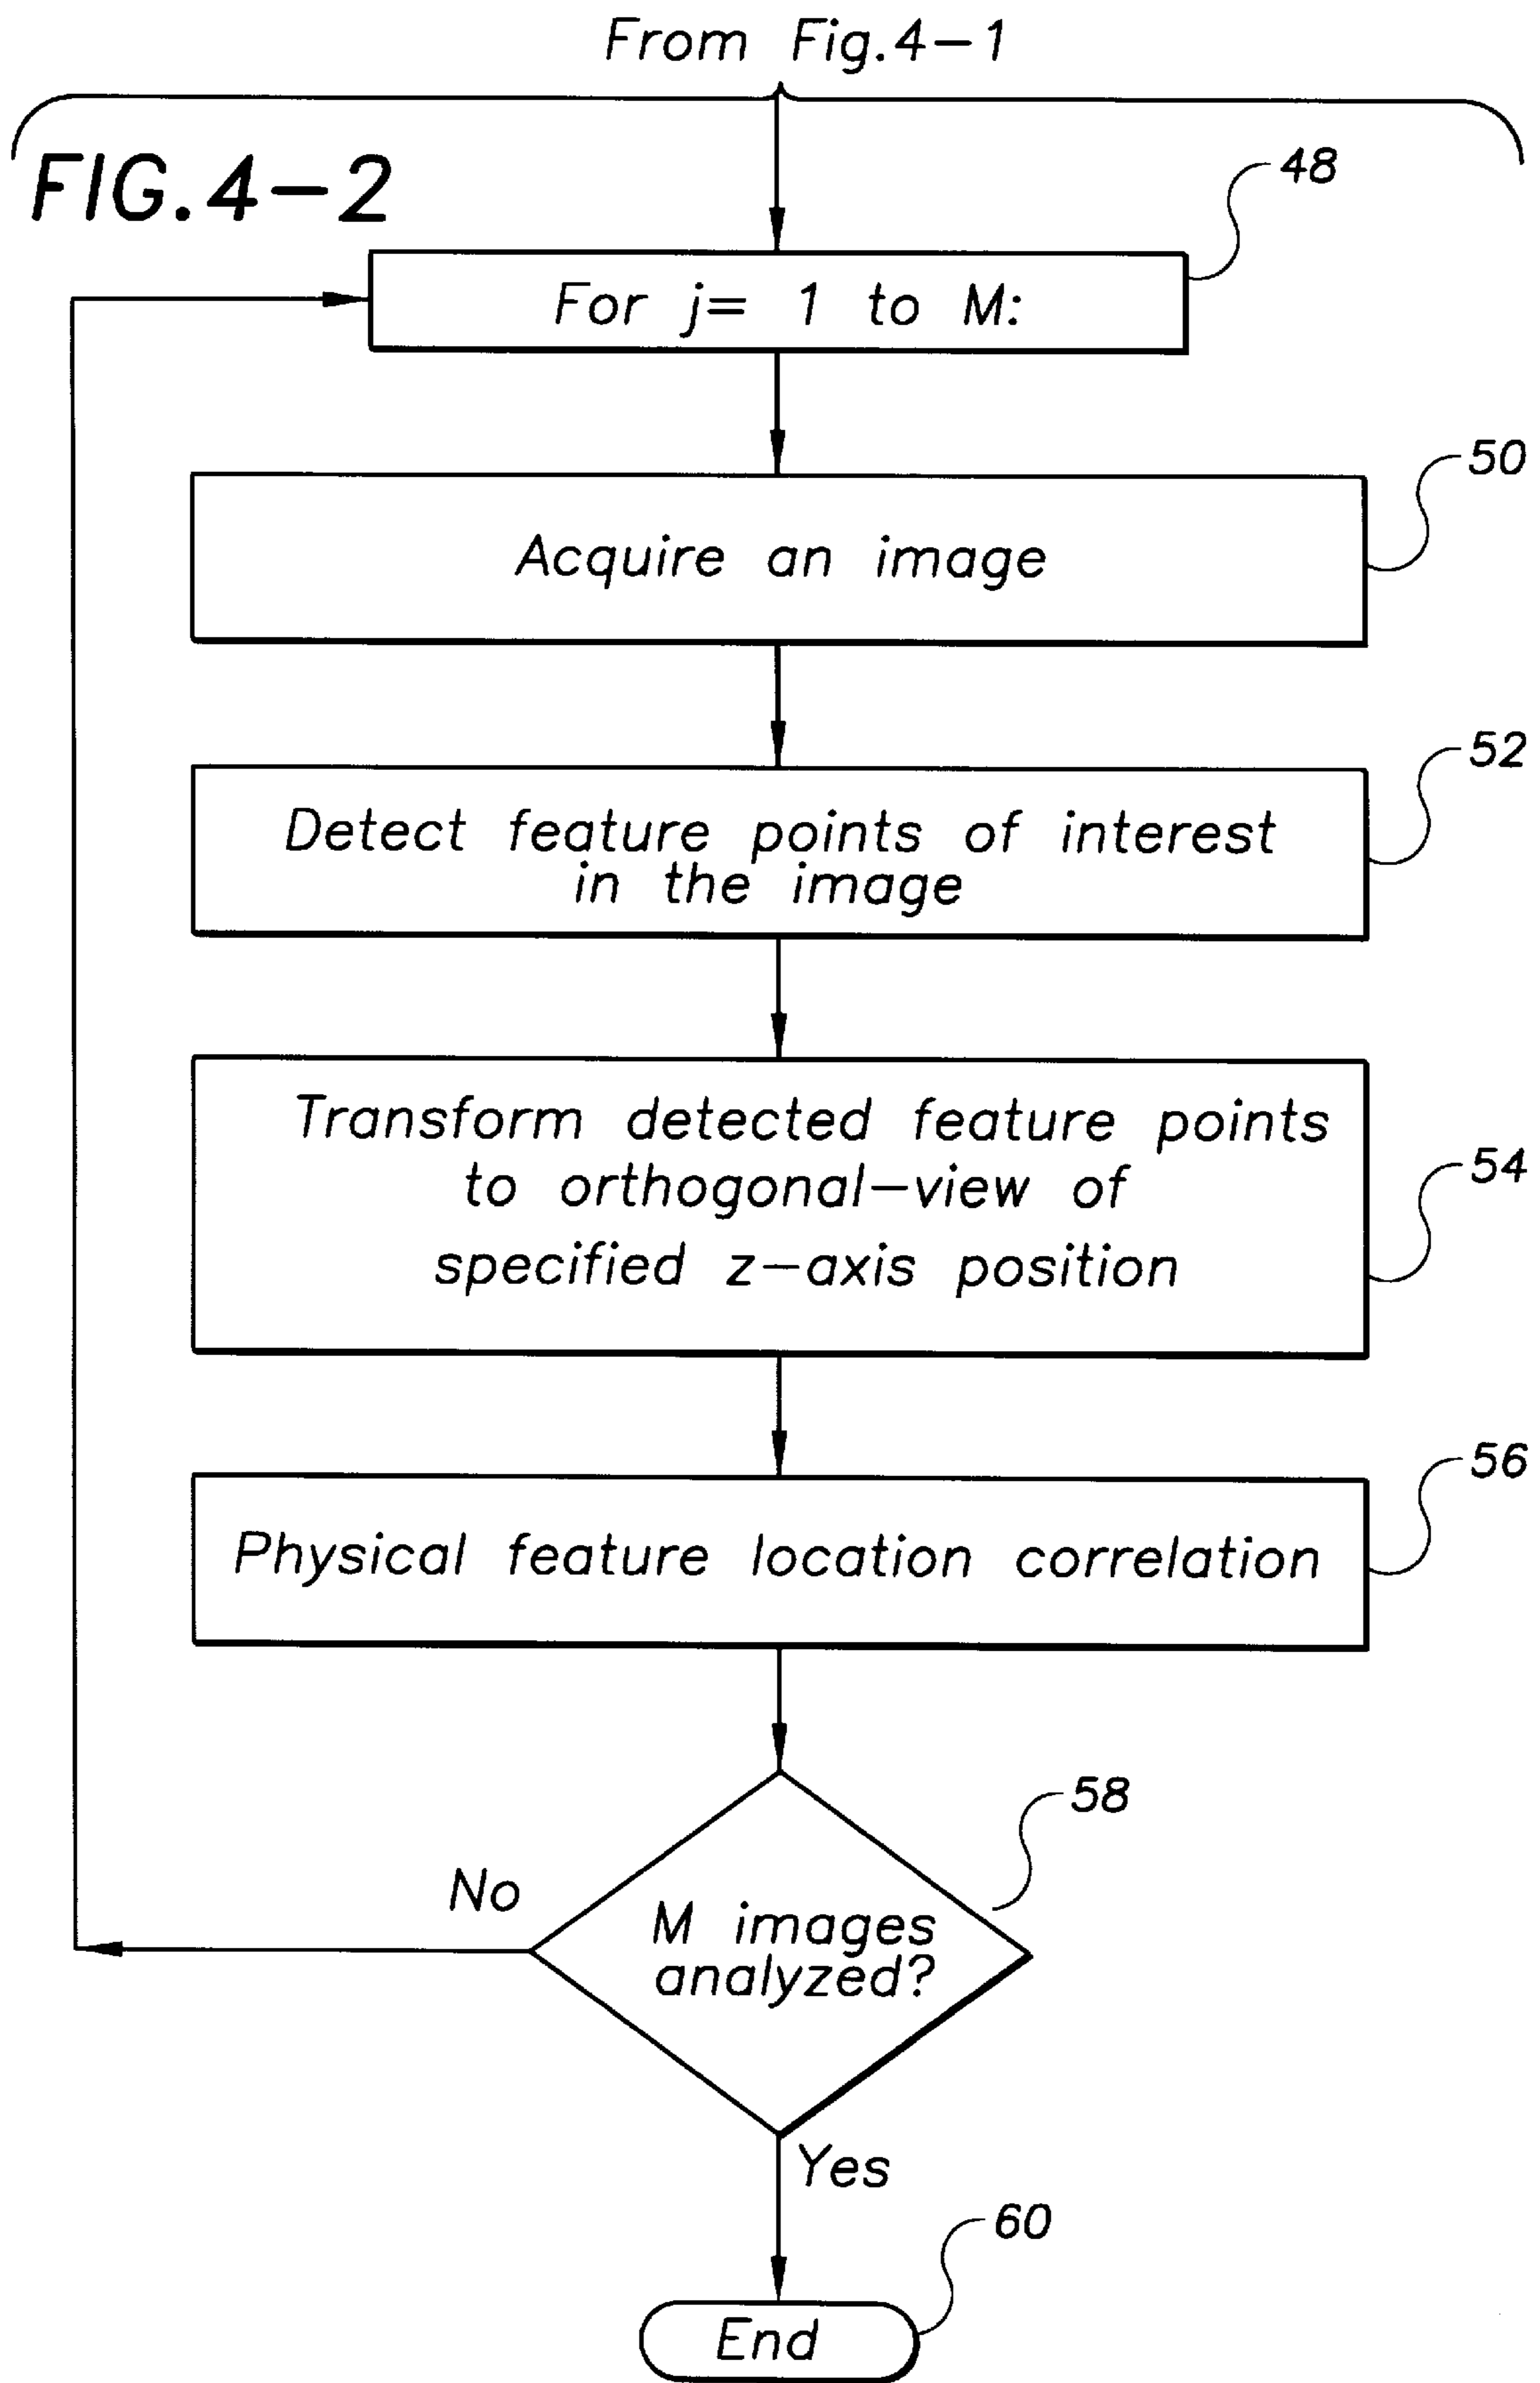 From Fig.4-1
FIG.4-2
48
For j= 1 to M:
50
Acquire an image
52
Detect feature points of interest
in the image
Transform detected feature points
to orthogonal-view of
specified z-axis position
54
56
Physical feature location correlation
58
No
M images
analyzed?
Yes
60
End